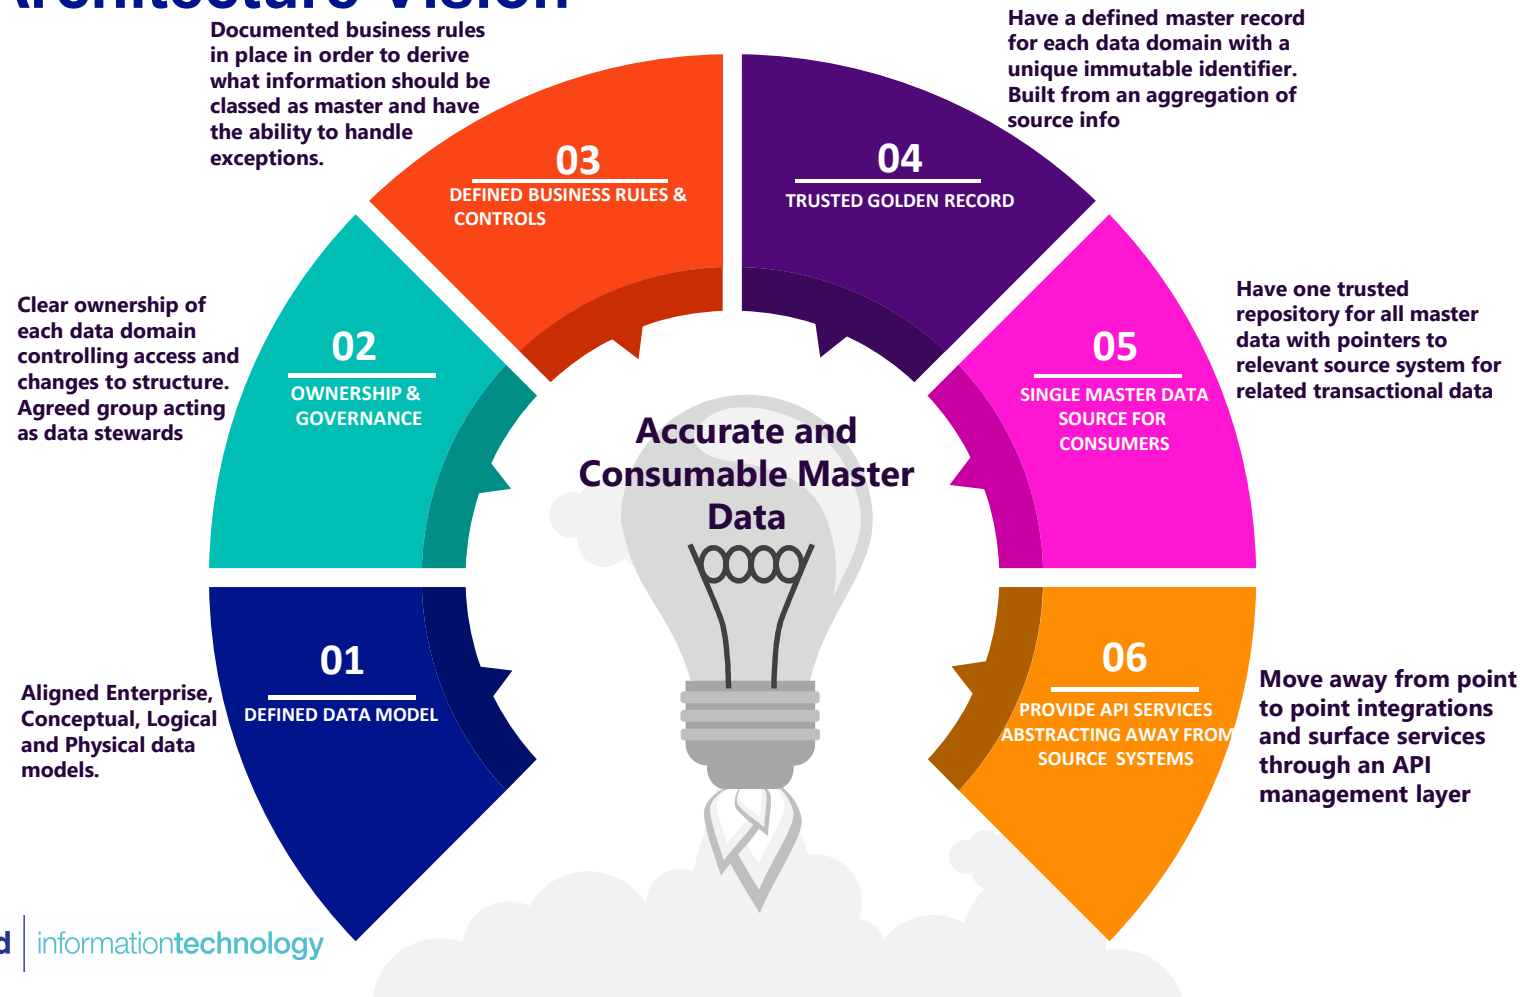 Architecture Vision
Documented business rules
in place in order to derive
what information should be
classed as master and have
the ability to handle
exceptions.
Have a defined master record
for each data domain with a
unique immutable identifier.
Built from an aggregation of
source info
03
DEFINED BUSINESS RULES &
CONTROLS
04
TRUSTED GOLDEN RECORD
Clear ownership of
each data domain
controlling access and
changes to structure.
Agreed group acting
as data stewards
02
OWNERSHIP &
GOVERNANCE
05
SINGLE MASTER DATA
SOURCE FOR
CONSUMERS
Have one trusted
repository for all master
data with pointers to
relevant source system for
related transactional data
Accurate and
Consumable Master
Data
01
DEFINED DATA MODEL
Aligned Enterprise,
Conceptual, Logical
and Physical data
models.
06
PROVIDE API SERVICES
ABSTRACTING AWAY FROM
SOURCE SYSTEMS
Move away from point
to point integrations
and surface services
through an API
management layer
d informationtechnology